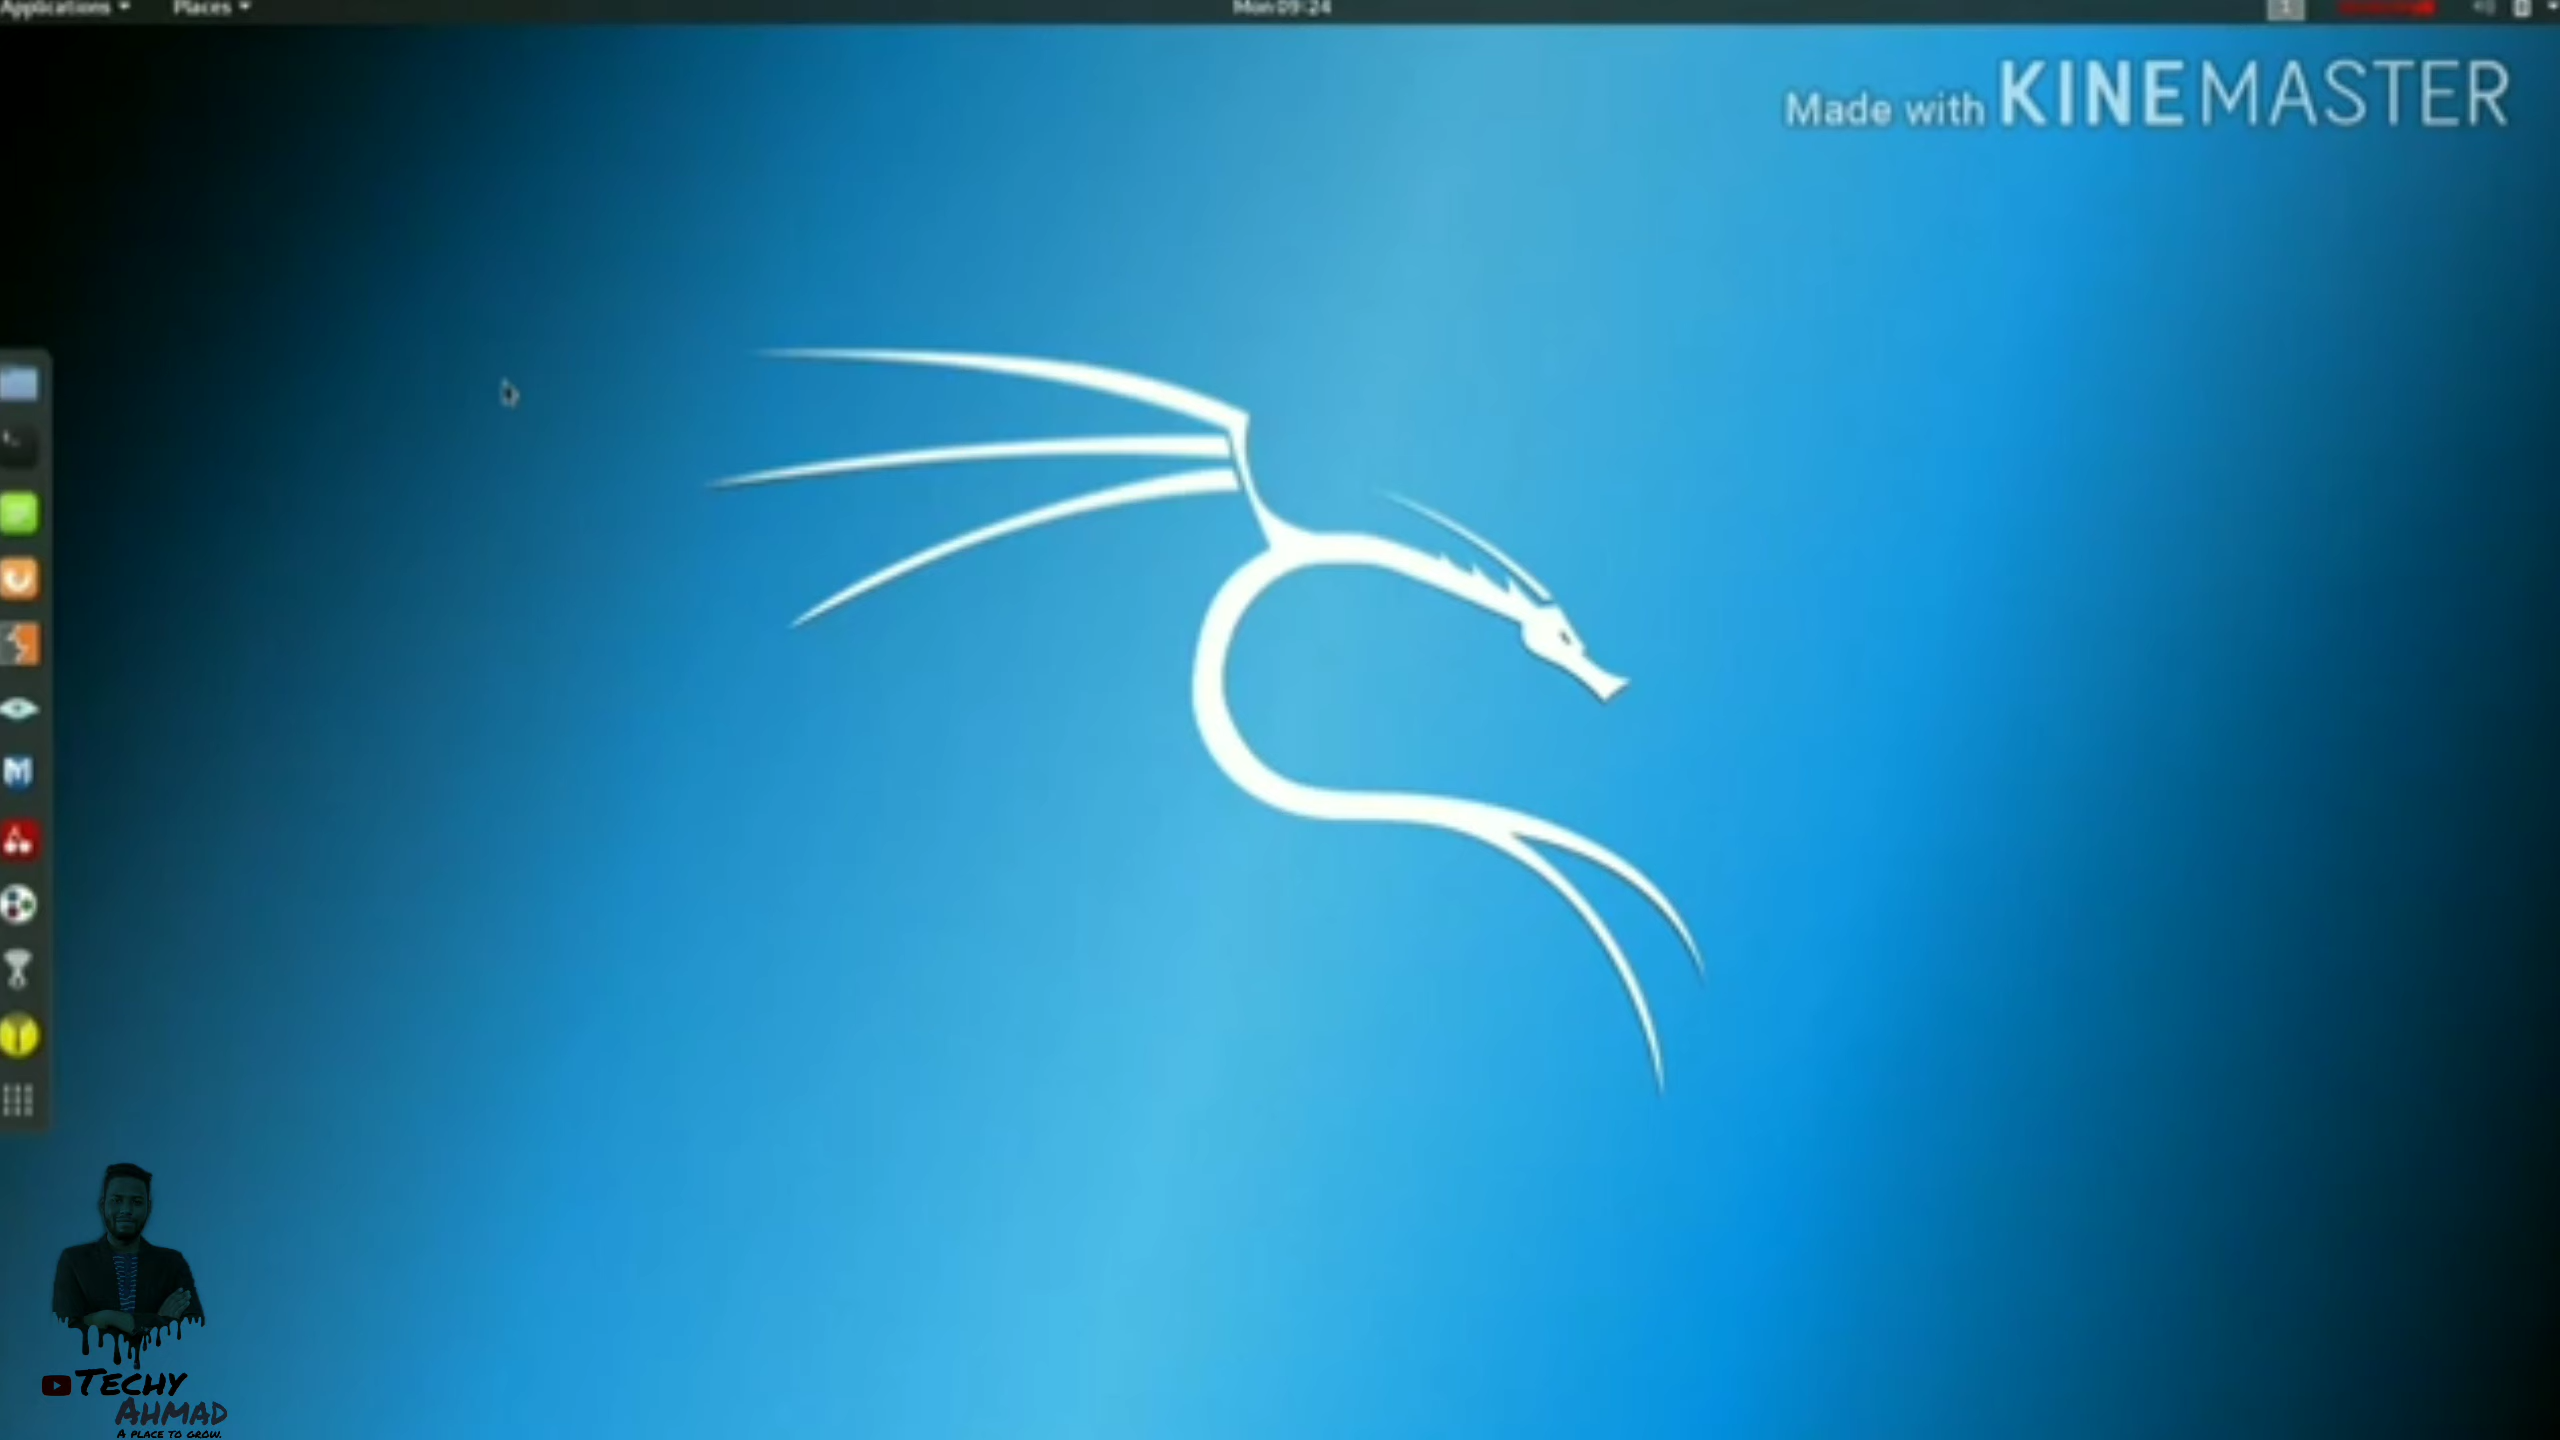 Applications Places Mon 09:24
Made with KINEMASTER
TECHY
AHMAD
A PLACE TO GROW.